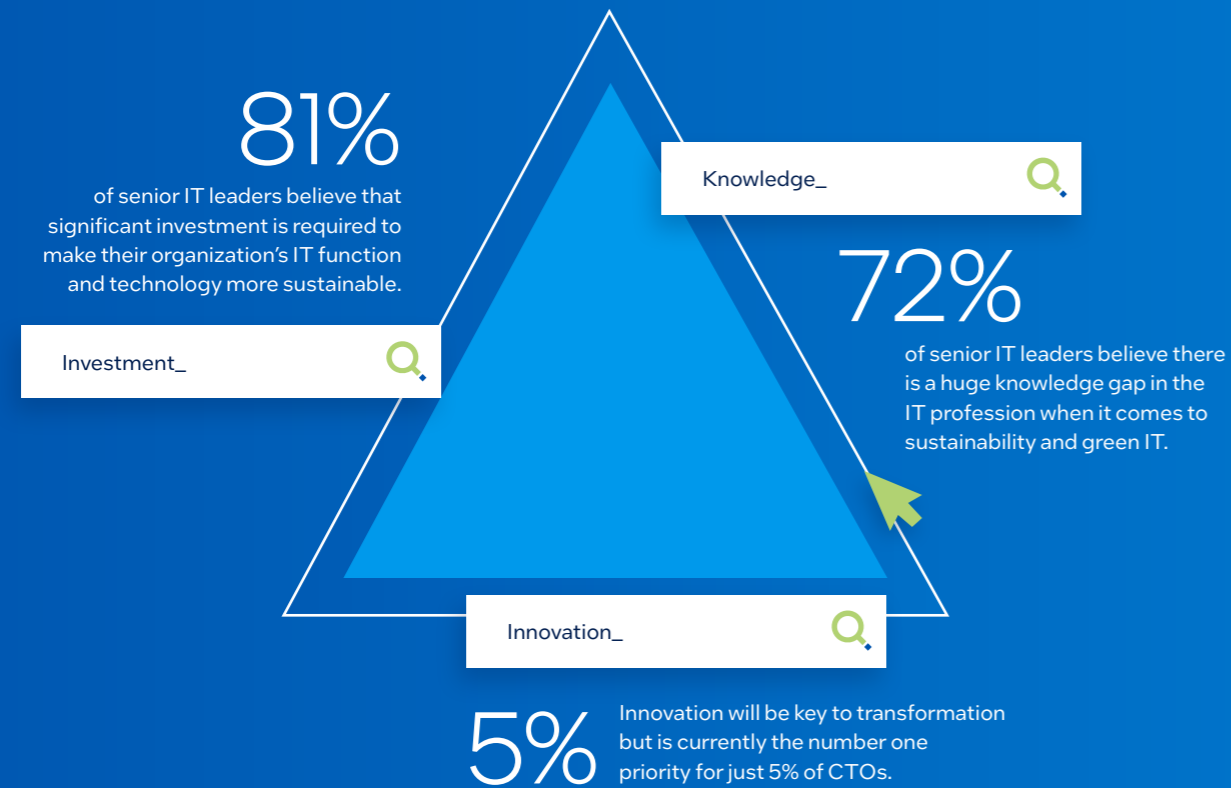 81%
of senior IT leaders believe that
significant investment is required to
make their organization’s IT function
and technology more sustainable.
Investment_
Knowledge_
72%
of senior IT leaders believe there
is a huge knowledge gap in the
IT profession when it comes to
sustainability and green IT.
Innovation_
5%
Innovation will be key to transformation
but is currently the number one
priority for just 5% of CTOs.